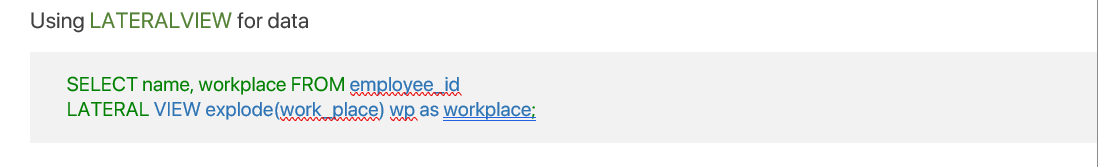 Using LATERALVIEW for data
SELECT name, workplace FROM employee_id
LATERAL VIEW explode(work_place) wp as workplace;